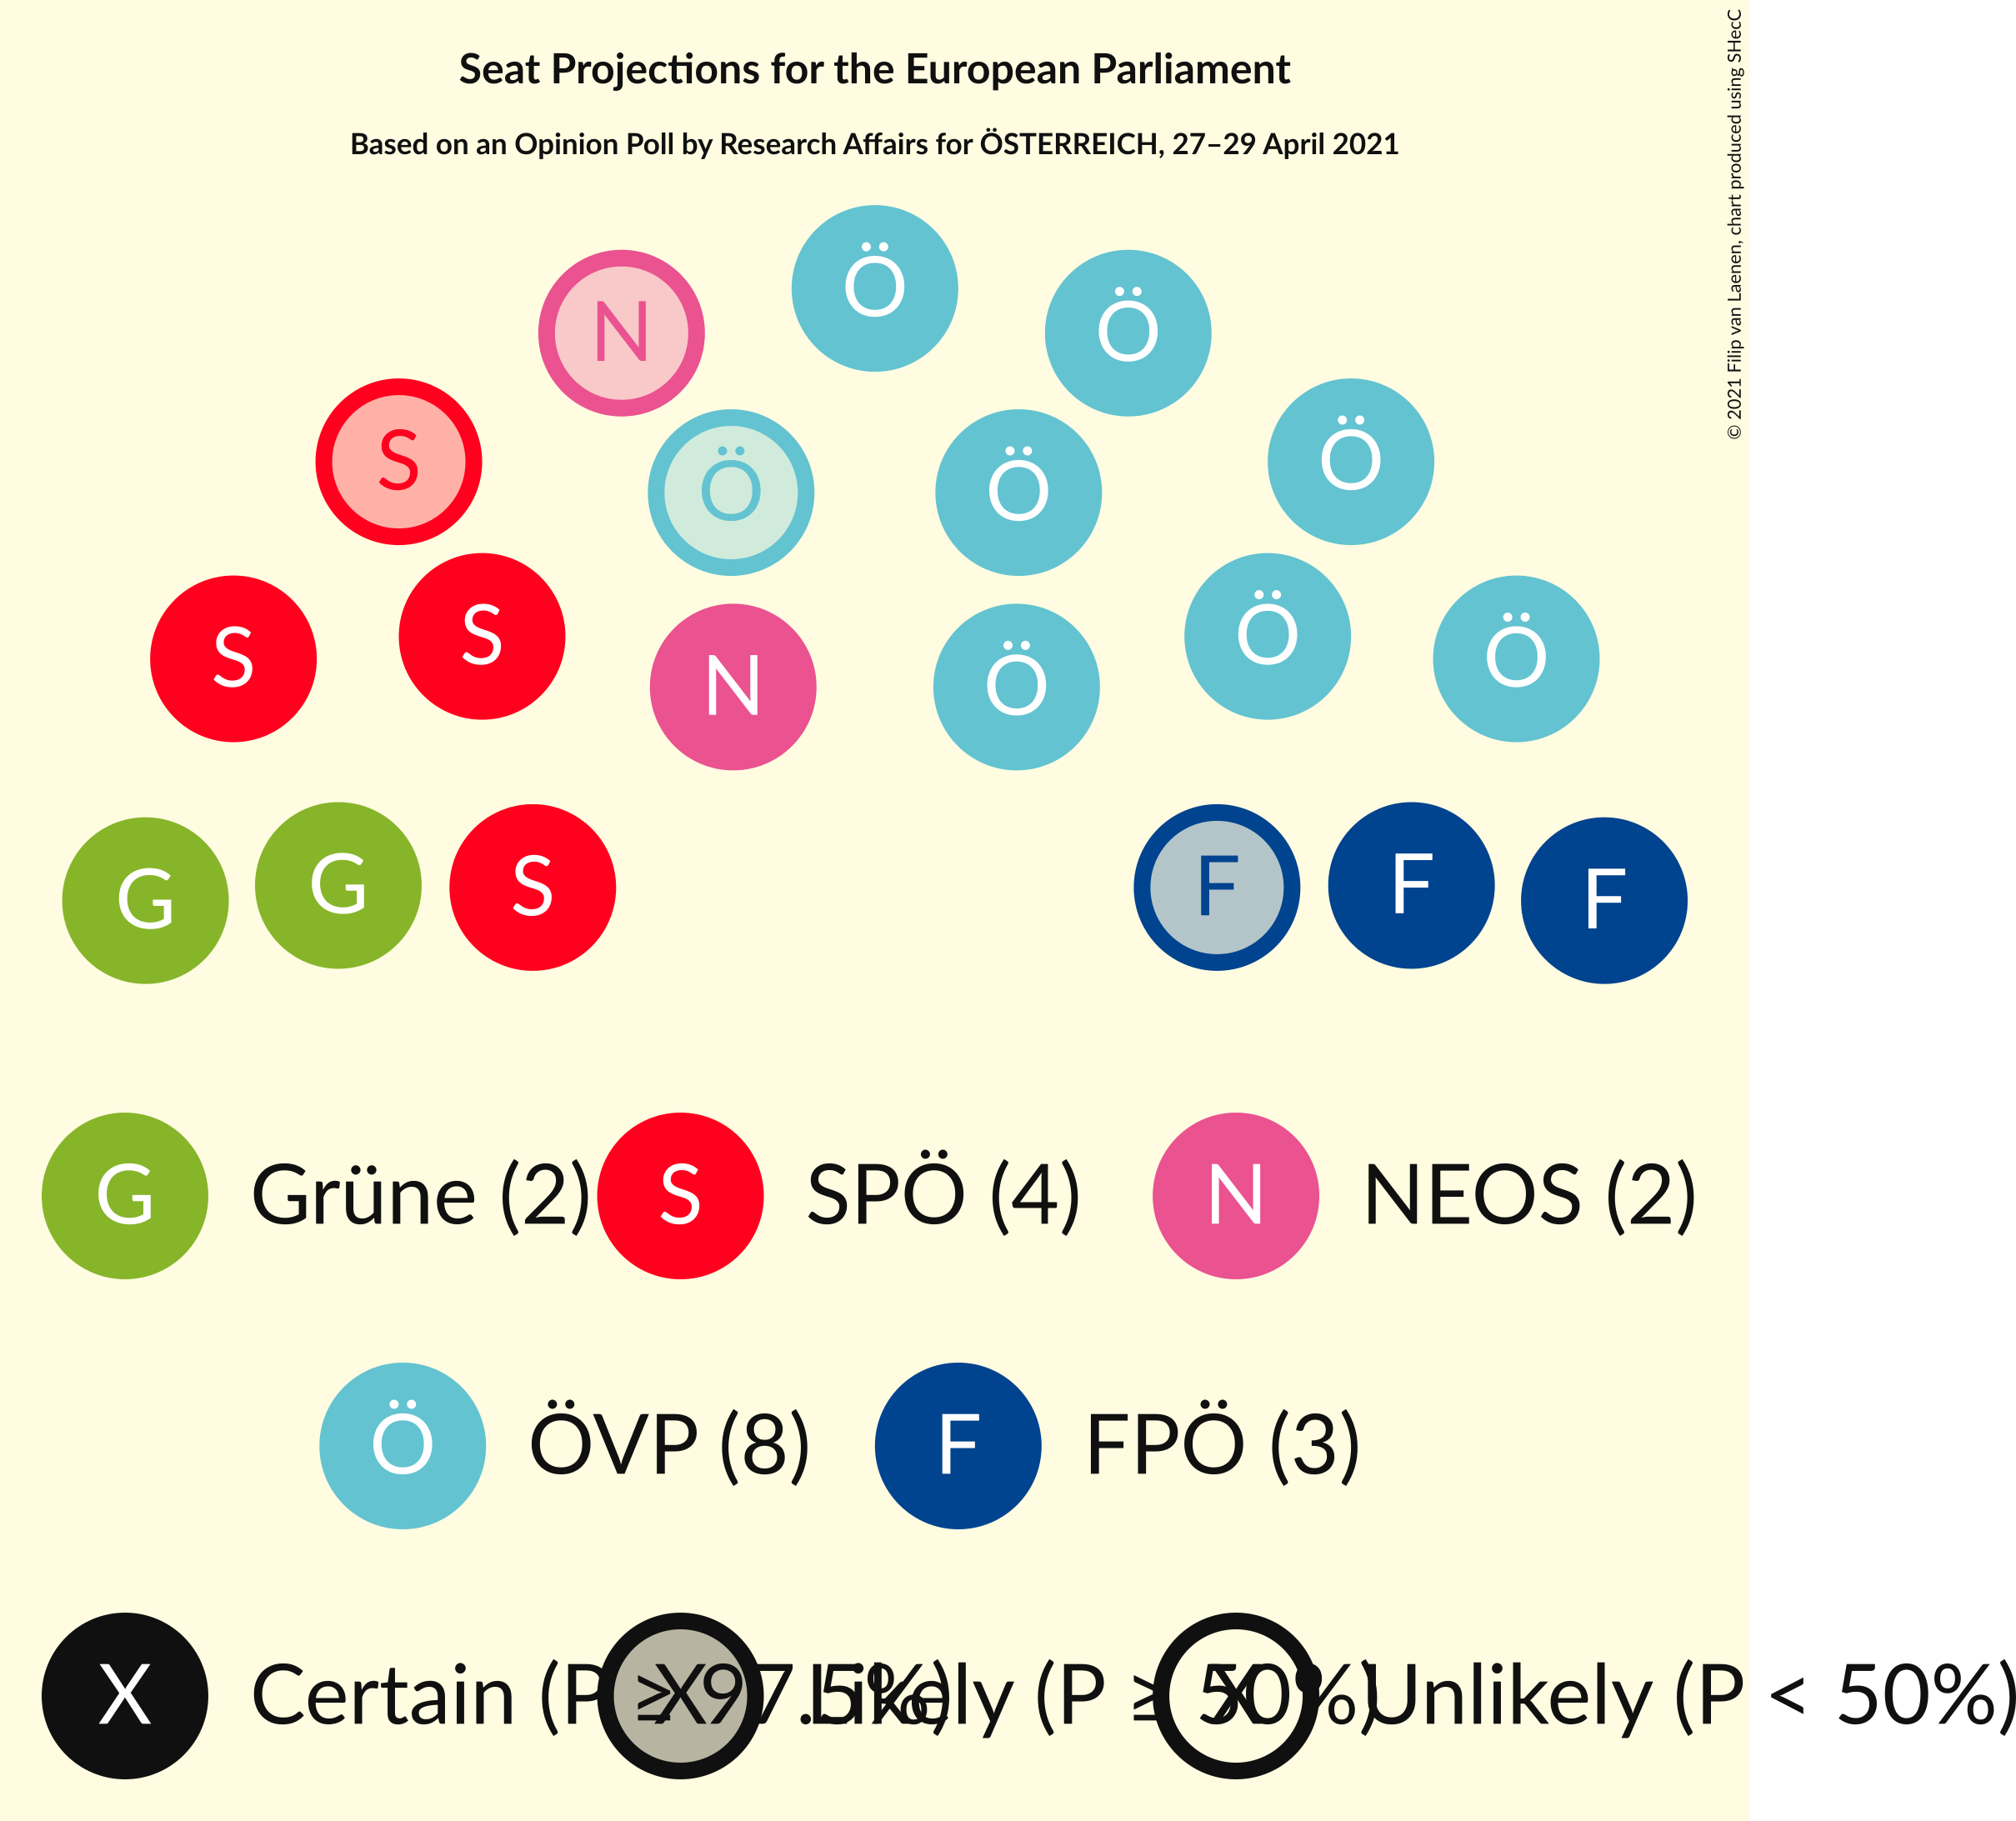 Seat Projections for the European Parliament
Based on an Opinion Poll by Research Affairs for ÖSTERREICH, 27–29 April 2021
© 2021 Filip van Laenen, chart produced using SHecC
Ö
N Ö
S Ö
Ö Ö
S S Ö Ö
N Ö
G G S F F F
G Grüne (2) S SPÖ (4) N NEOS (2)
Ö ÖVP (8) F FPÖ (3)
X Certain (P ≥ 97.5%) X Likely (P ≥ 50%) X Unlikely (P < 50%)